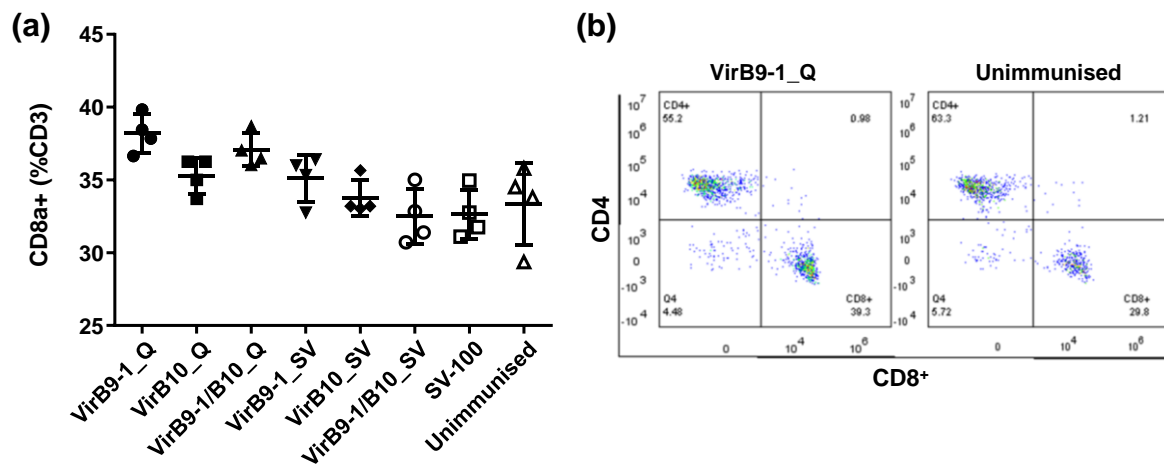 (a)
CD8a+ (%CD3)
45
40
35
30
25
VirB9-1_Q
VirB10_Q
VirB9-1/B10_Q
VirB9-1_SV
VirB10_SV
VirB9-1/B10_SV
SV-100
Unimmunised
(b)
VirB9-1_Q
Unimmunised
CD4
10^7
10^6
10^5
10^4
10^3
0
-10^3
-10^4
CD4+
55.2
0.98
Q4
4.48
CD8+
39.3
10^7
10^6
10^5
10^4
10^3
0
-10^3
-10^4
CD4+
63.3
1.21
Q4
5.72
CD8+
29.8
0 10^4 10^6
0 10^4 10^6
CD8⁺